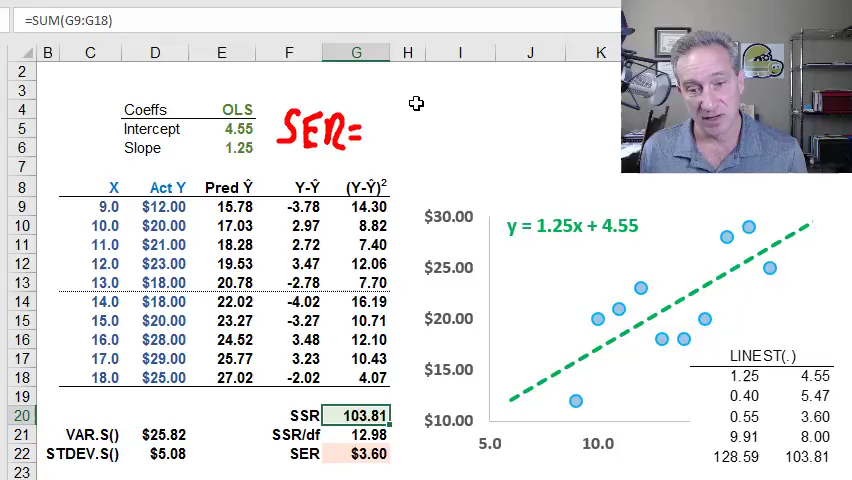 =SUM(G9:G18)
B C D E F G H I J K
2
3
4 Coeffs OLS
5 Intercept 4.55
6 Slope 1.25
SER=
7
8 X Act Y Pred Ŷ Y-Ŷ (Y-Ŷ)²
9 9.0 $12.00 15.78 -3.78 14.30
10 10.0 $20.00 17.03 2.97 8.82
11 11.0 $21.00 18.28 2.72 7.40
12 12.0 $23.00 19.53 3.47 12.06
13 13.0 $18.00 20.78 -2.78 7.70
14 14.0 $18.00 22.02 -4.02 16.19
15 15.0 $20.00 23.27 -3.27 10.71
16 16.0 $28.00 24.52 3.48 12.10
17 17.0 $29.00 25.77 3.23 10.43
18 18.0 $25.00 27.02 -2.02 4.07
19
20 SSR 103.81
21 VAR.S() $25.82 SSR/df 12.98
22 STDEV.S() $5.08 SER $3.60
23
$30.00
y = 1.25x + 4.55
$25.00
$20.00
$15.00
$10.00
5.0 10.0
LINEST(.)
1.25 4.55
0.40 5.47
0.55 3.60
9.91 8.00
128.59 103.81